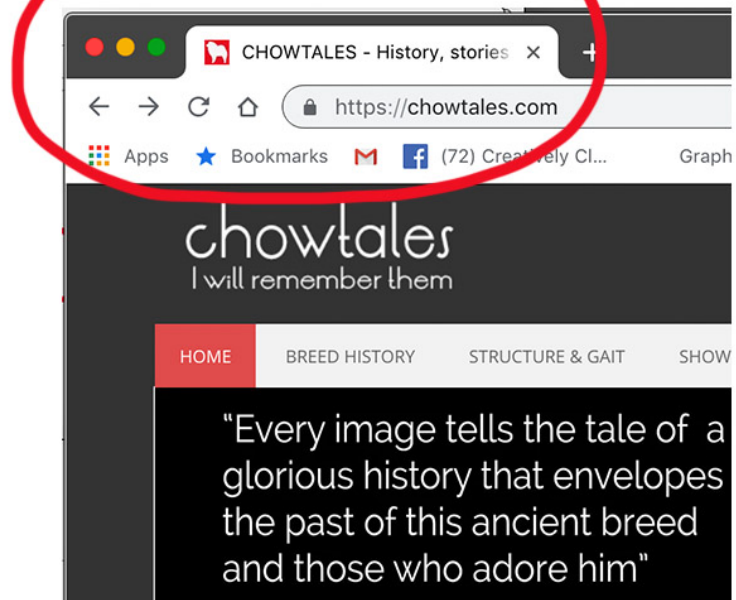 CHOWTALES - History, stories
https://chowtales.com
Apps Bookmarks (72) Creatively Cl... Graph
chowtales
I will remember them
HOME BREED HISTORY STRUCTURE & GAIT SHOW
"Every image tells the tale of a
glorious history that envelopes
the past of this ancient breed
and those who adore him"